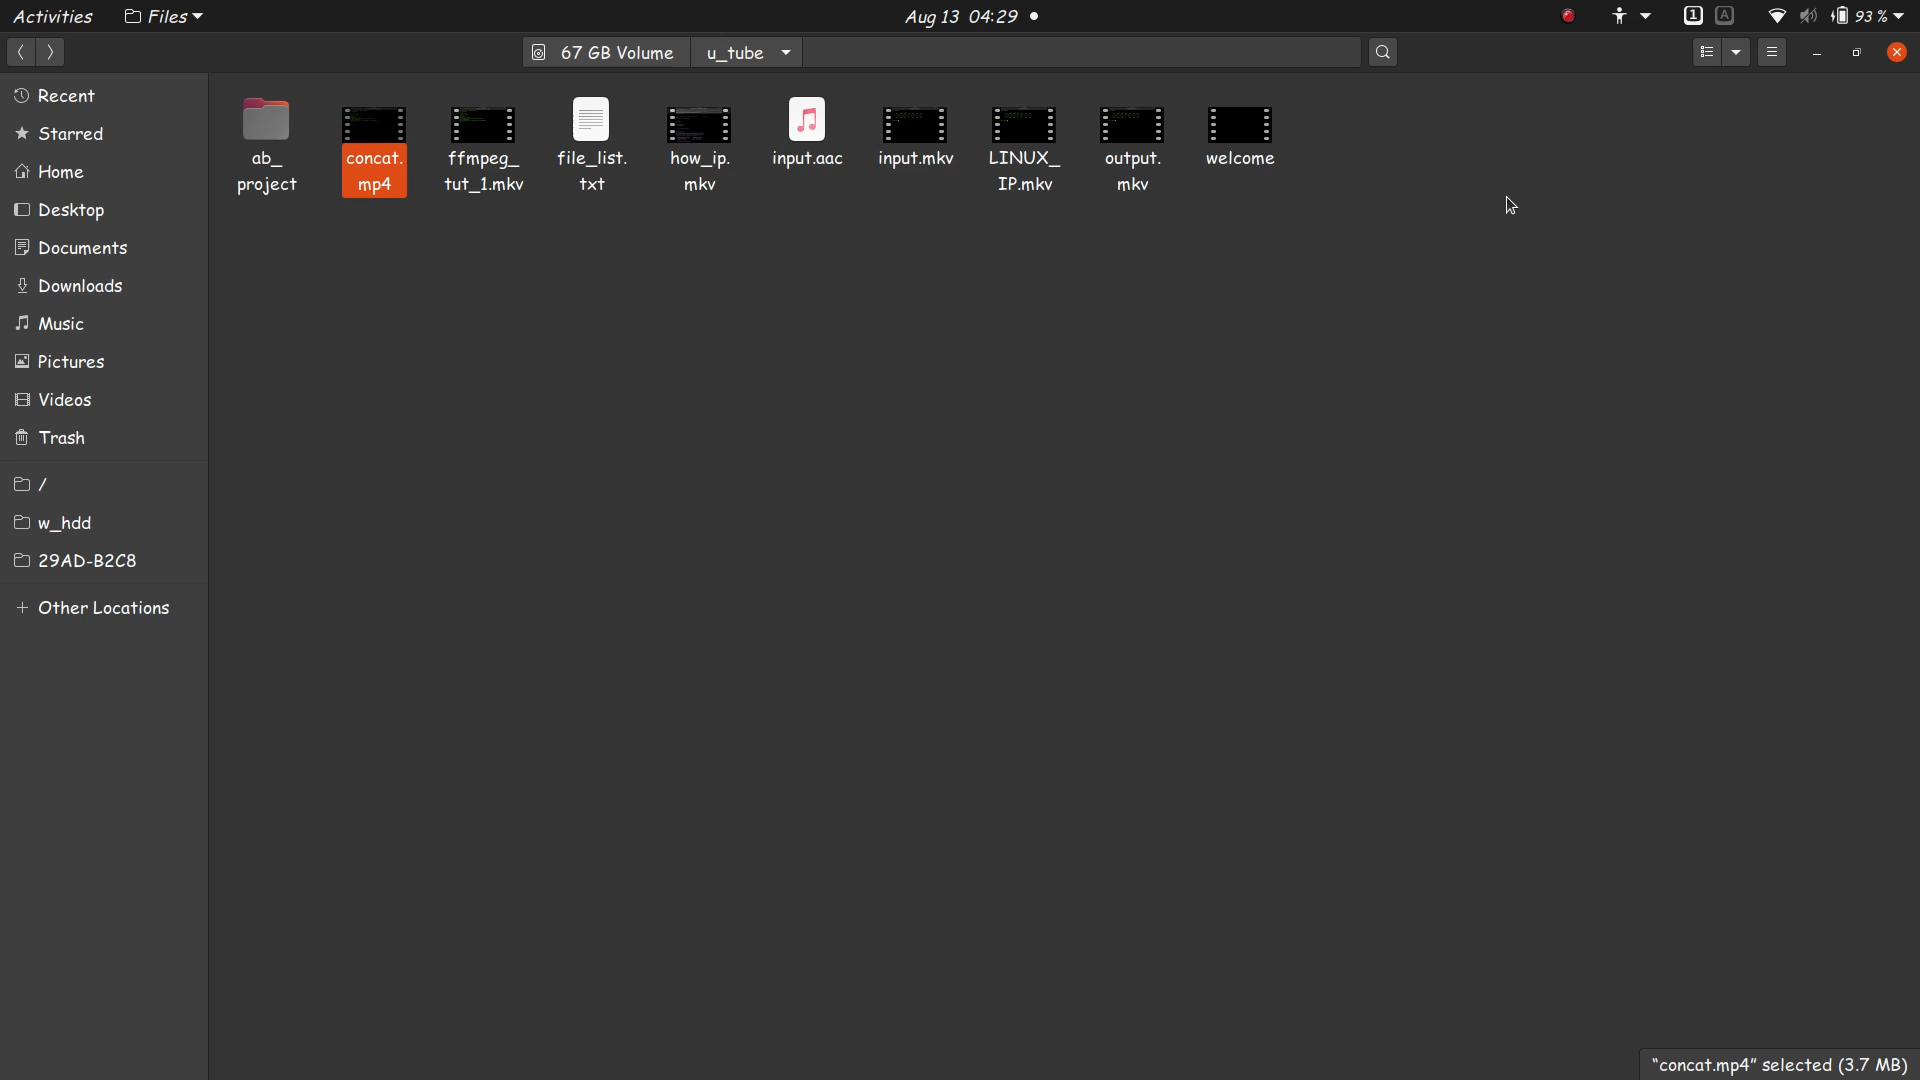 Activities Files Aug 13 04:29 1 A 93 %
67 GB Volume u_tube
Recent
Starred
Home
Desktop
Documents
Downloads
Music
Pictures
Videos
Trash
/
w_hdd
29AD-B2C8
Other Locations
ab_
project
concat.
mp4
ffmpeg_
tut_1.mkv
file_list.
txt
how_ip.
mkv
input.aac
input.mkv
LINUX_
IP.mkv
output.
mkv
welcome
"concat.mp4" selected (3.7 MB)